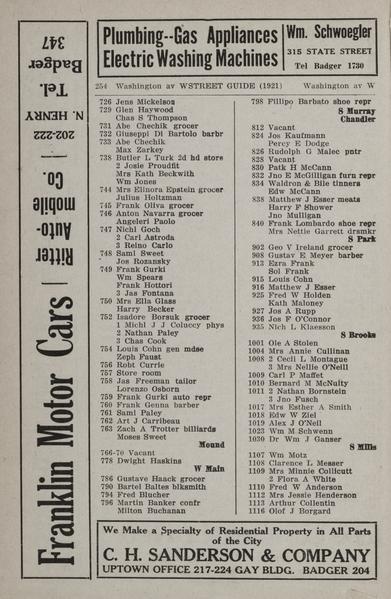 Plumbing--Gas Appliances
Electric Washing Machines
Wm. Schwoegler
315 STATE STREET
Tel Badger 1730
Franklin Motor Cars
Ritter Auto-
mobile Co.
202-222
N. HENRY
Tel.
Badger
347
254 Washington av WSTREET GUIDE (1921) Washington av W
726 Jens Mickelson
729 Glen Haywood
Chas S Thompson
731 Abe Chechik grocer
732 Giuseppi Di Bartolo barbr
733 Abe Chechik
Max Zarkey
738 Butler L Turk 2d hd store
2 Josie Proudfit
Mrs Kath Beckwith
Wm Jones
744 Mrs Elinora Epstein grocer
Julius Holtzman
745 Frank Oliva grocer
746 Anton Navarra grocer
Angeleri Paolo
747 Nichl Goch
2 Carl Astroda
3 Reino Carlo
748 Saml Sweet
Jos Rozansky
749 Frank Gurki
Wm Spears
Frank Hottori
3 Jas Fontana
750 Mrs Ella Glass
Harry Becker
752 Isadore Borsuk grocer
1 Michl J J Coluccy phys
2 Nathan Paley
3 Chas Cook
754 Louis Cohn gen mdse
Zeph Faust
756 Robt Currie
757 Store room
758 Jas Freeman tailor
Lorenzo Osborn
759 Frank Gurki auto repr
760 Frank Genna barber
761 Saml Paley
762 Art J Carribeau
763 Zach A Trotter billiards
Moses Sweet
Mound
766-70 Vacant
778 Dwight Haskins
W Main
786 Gustave Haack grocer
790 Bartel Baltes blksmith
794 Fred Blucher
796 Martin Banker confr
Milton Buchanan
798 Fillipo Barbato shoe repr
S Murray
Chandler
812 Vacant
824 Jos Kaufmann
Percy E Dodge
826 Rudolph G Malec pntr
828 Vacant
830 Patk H McCann
832 Jno E McGilligan furn repr
834 Waldron & Bile tinners
Edw McCann
838 Matthew J Esser meats
Harry P Shower
Jno Mulligan
840 Frank Lombardo shoe repr
Mrs Nettie Garrett drsmkr
S Park
902 Geo V Ireland grocer
908 Gustav E Meyer barber
913 Ezra Frank
Sol Frank
915 Louis Cohn
916 Matthew J Esser
925 Fred W Holden
Kath Maloney
927 Jos A Rupp
936 Jos F O'Connor
935 Nich L Klaesson
S Brooks
1001 Ole A Stolen
1004 Mrs Annie Cullinan
1008 2 Cecil L Montague
3 Mrs Nellie O'Neill
1009 Carl P Maffet
1010 Bernard M McNulty
1011 2 Nathan Bornstein
3 Jno Fusch
1017 Mrs Esther A Smith
1018 Edw W Ziel
1019 Alex J O'Neil
1023 Wm M Schwenn
1030 Dr Wm J Ganser
S Mills
1107 Wm Motz
1108 Clarence L Messer
1109 Mrs Minnie Collicutt
2 Flora A White
1110 Fred W Anderson
1112 Mrs Jessie Henderson
1113 Arthur Collentin
1116 Olof J Borgard
We Make a Specialty of Residential Property in All Parts
of the City
C. H. SANDERSON & COMPANY
UPTOWN OFFICE 217-224 GAY BLDG. BADGER 204